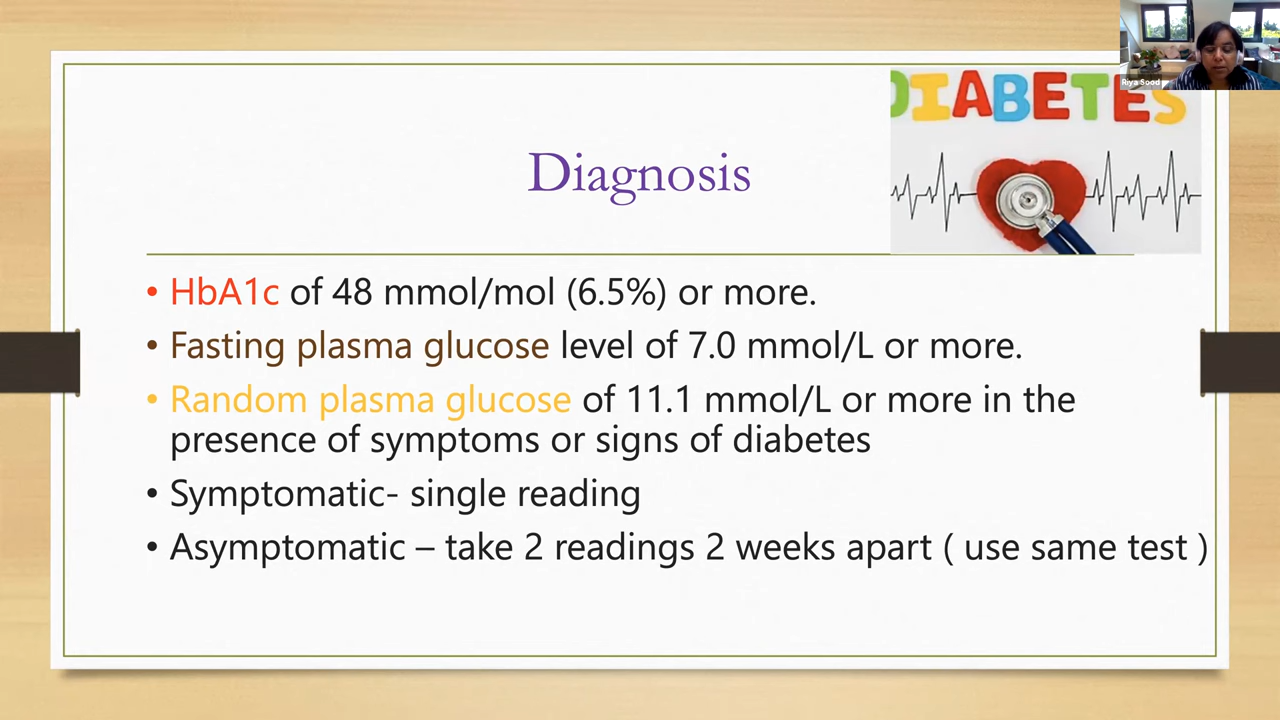 Riya Sood
DIABETES
Diagnosis
• HbA1c of 48 mmol/mol (6.5%) or more.
• Fasting plasma glucose level of 7.0 mmol/L or more.
• Random plasma glucose of 11.1 mmol/L or more in the
presence of symptoms or signs of diabetes
• Symptomatic- single reading
• Asymptomatic – take 2 readings 2 weeks apart ( use same test )